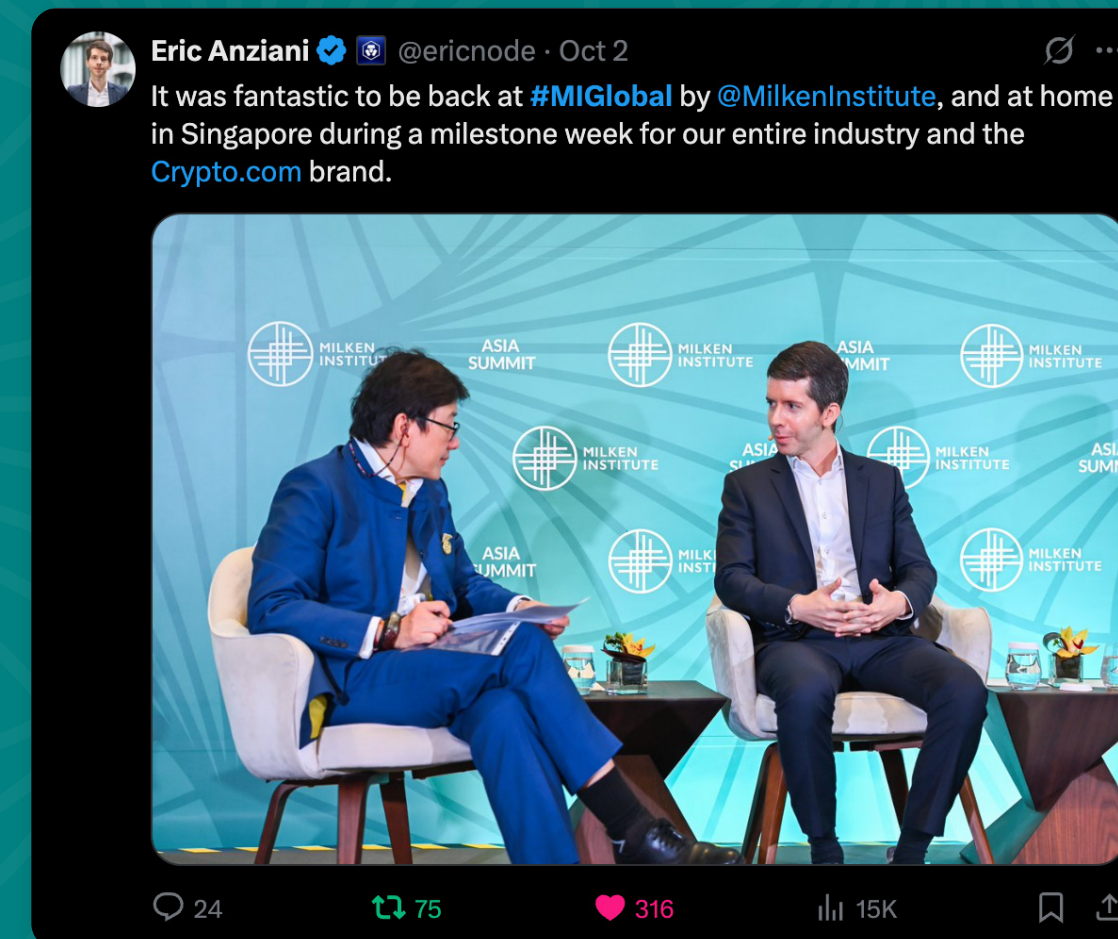 Eric Anziani @ericnode · Oct 2
It was fantastic to be back at #MIGlobal by @MilkenInstitute, and at home
in Singapore during a milestone week for our entire industry and the
Crypto.com brand.
MILKEN
INSTITUTE
ASIA
SUMMIT
MILKEN
INSTITUTE
ASIA
MILKEN
INSTITUTE
MILKEN
INSTITUTE
MILKEN
INSTITUTE
ASIA
MILKEN
INSTITUTE
24 75 316 15K